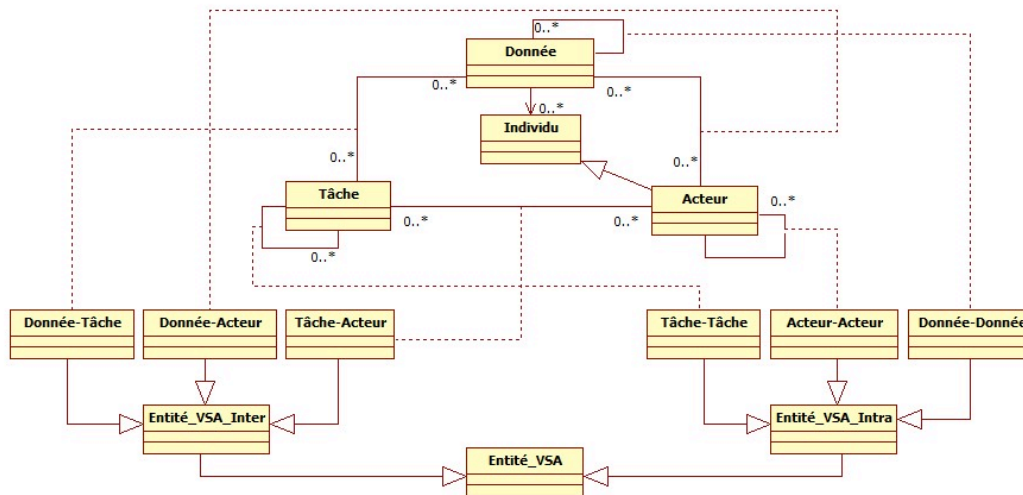 0..*
Donnée
0..*
0..*
0..*
Individu
0..*
0..*
Tâche
Acteur
0..*
0..*
0..*
0..*
Donnée-Tâche
Donnée-Acteur
Tâche-Acteur
Tâche-Tâche
Acteur-Acteur
Donnée-Donnée
Entité_VSA_Inter
Entité_VSA_Intra
Entité_VSA